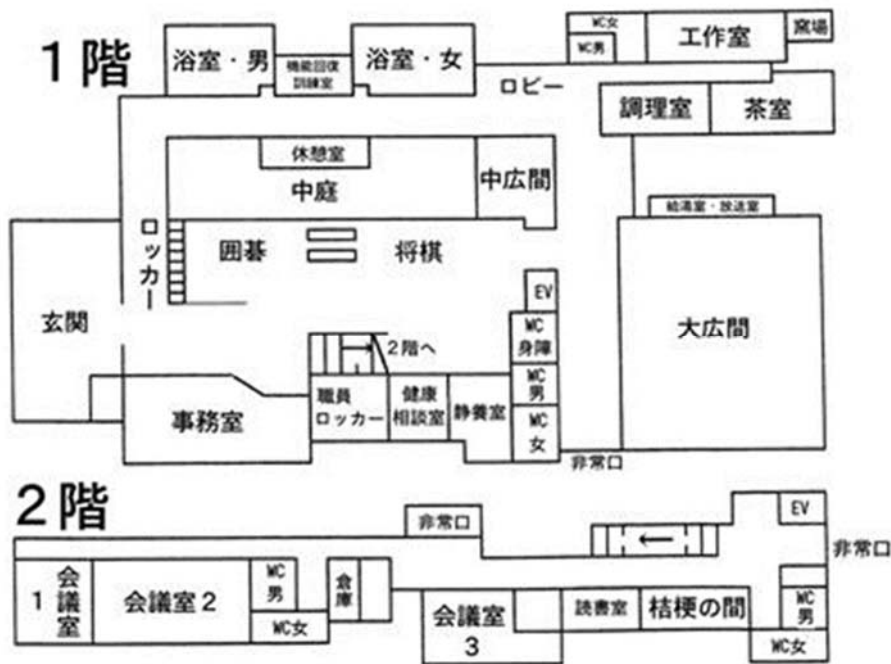 1階
浴室・男
機能回復
訓練室
浴室・女
WC女
WC男
工作室
窯場
ロビー
調理室
茶室
休憩室
中庭
中広間
給湯室・放送室
ロッカー
囲碁
将棋
玄関
EV
大広間
WC
身障
2階へ
WC
男
職員
ロッカー
健康
相談室
静養室
事務室
WC
女
非常口
2階
非常口
EV
←
非常口
会議室
1
会議室2
WC
男
倉庫
WC女
会議室
3
読書室
桔梗の間
WC
男
WC女